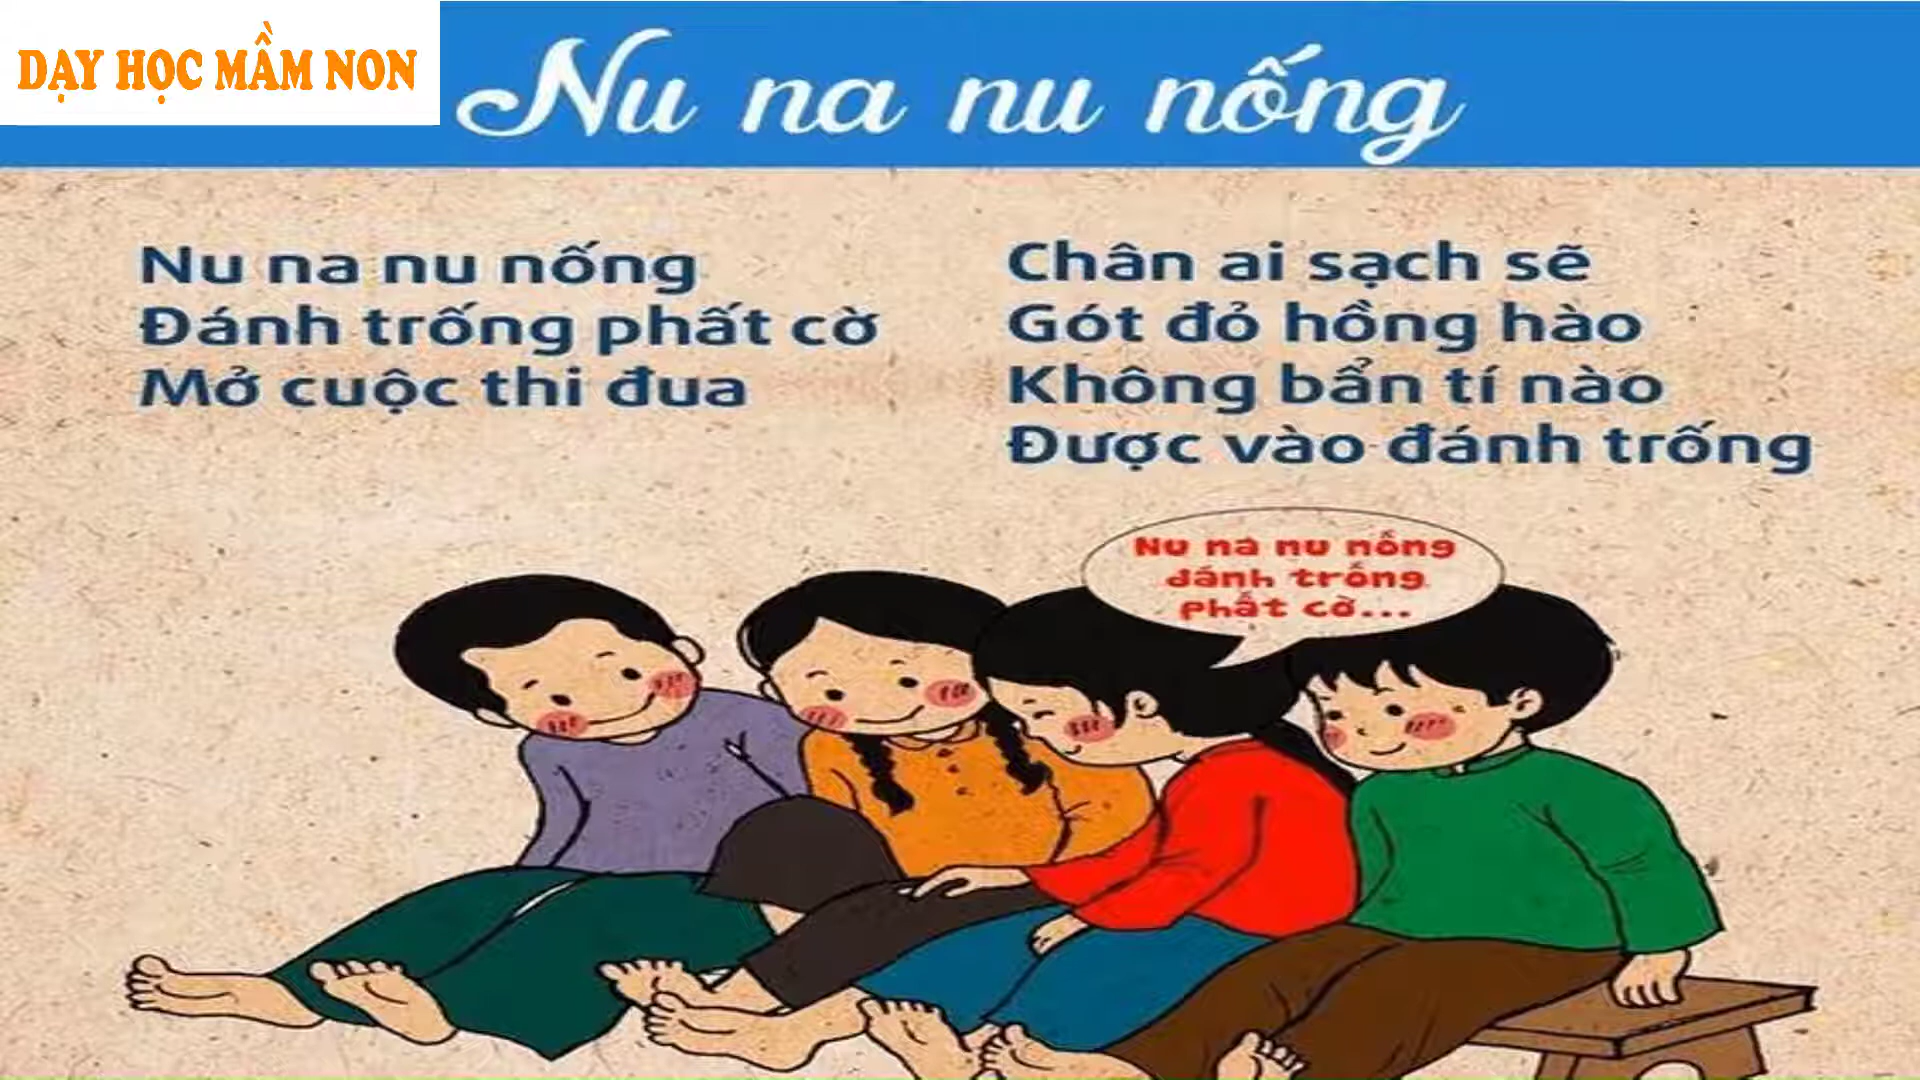 DẠY HỌC MẦM NON
Nu na nu nống
Nu na nu nống
Đánh trống phất cờ
Mở cuộc thi đua
Chân ai sạch sẽ
Gót đỏ hồng hào
Không bẩn tí nào
Được vào đánh trống
Nu na nu nống
đánh trống
phất cờ...